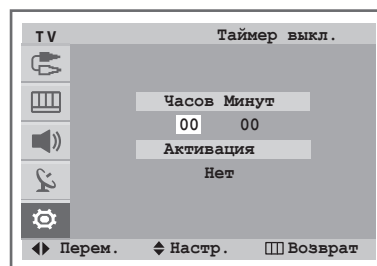 TV Таймер выкл.
Часов Минут
00 00
Активация
Нет
Перем. Настр. Возврат